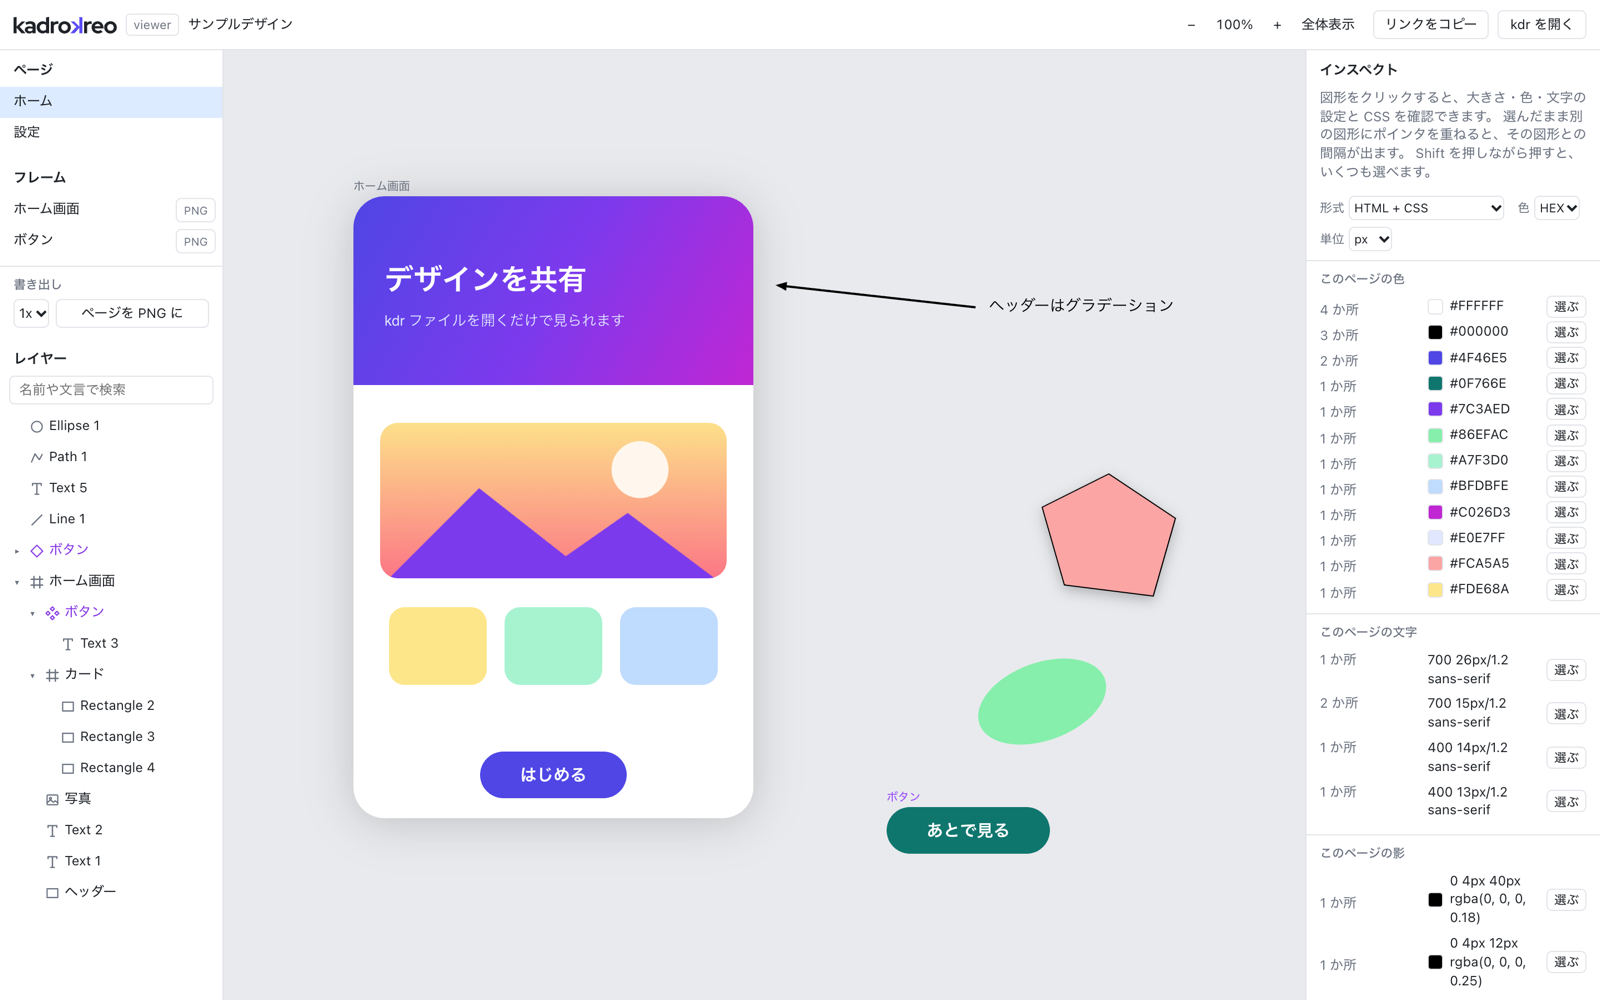 kadrokreo
viewer
サンプルデザイン
− 100% + 全体表示
リンクをコピー
kdr を開く
ページ
ホーム
設定
フレーム
ホーム画面
PNG
ボタン
PNG
書き出し
1x
ページを PNG に
レイヤー
名前や文言で検索
Ellipse 1
Path 1
Text 5
Line 1
ボタン
ホーム画面
ボタン
Text 3
カード
Rectangle 2
Rectangle 3
Rectangle 4
写真
Text 2
Text 1
ヘッダー
ホーム画面
デザインを共有
kdr ファイルを開くだけで見られます
はじめる
ヘッダーはグラデーション
ボタン
あとで見る
インスペクト
図形をクリックすると、大きさ・色・文字の
設定と CSS を確認できます。 選んだまま別
の図形にポインタを重ねると、その図形との
間隔が出ます。 Shift を押しながら押すと、
いくつも選べます。
形式 HTML + CSS 色 HEX
単位 px
このページの色
4 か所 #FFFFFF 選ぶ
3 か所 #000000 選ぶ
2 か所 #4F46E5 選ぶ
1 か所 #0F766E 選ぶ
1 か所 #7C3AED 選ぶ
1 か所 #86EFAC 選ぶ
1 か所 #A7F3D0 選ぶ
1 か所 #BFDBFE 選ぶ
1 か所 #C026D3 選ぶ
1 か所 #E0E7FF 選ぶ
1 か所 #FCA5A5 選ぶ
1 か所 #FDE68A 選ぶ
このページの文字
1 か所 700 26px/1.2 選ぶ
sans-serif
2 か所 700 15px/1.2 選ぶ
sans-serif
1 か所 400 14px/1.2 選ぶ
sans-serif
1 か所 400 13px/1.2 選ぶ
sans-serif
このページの影
1 か所 0 4px 40px
rgba(0, 0, 0, 選ぶ
0.18)
1 か所 0 4px 12px
rgba(0, 0, 0, 選ぶ
0.25)